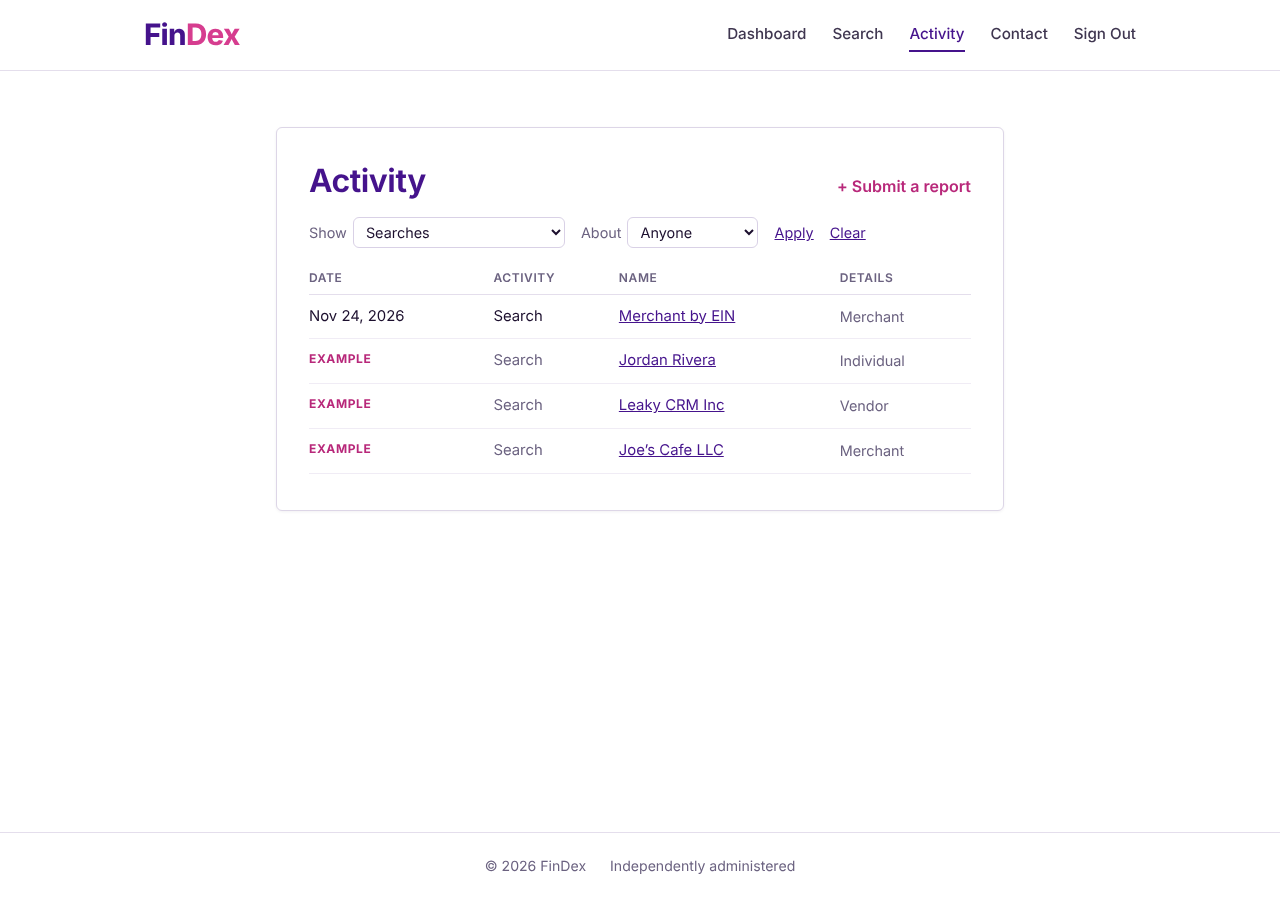 FinDex
Dashboard Search Activity Contact Sign Out
Activity
+ Submit a report
Show Searches About Anyone Apply Clear
DATE ACTIVITY NAME DETAILS
Nov 24, 2026 Search Merchant by EIN Merchant
EXAMPLE Search Jordan Rivera Individual
EXAMPLE Search Leaky CRM Inc Vendor
EXAMPLE Search Joe’s Cafe LLC Merchant
© 2026 FinDex Independently administered